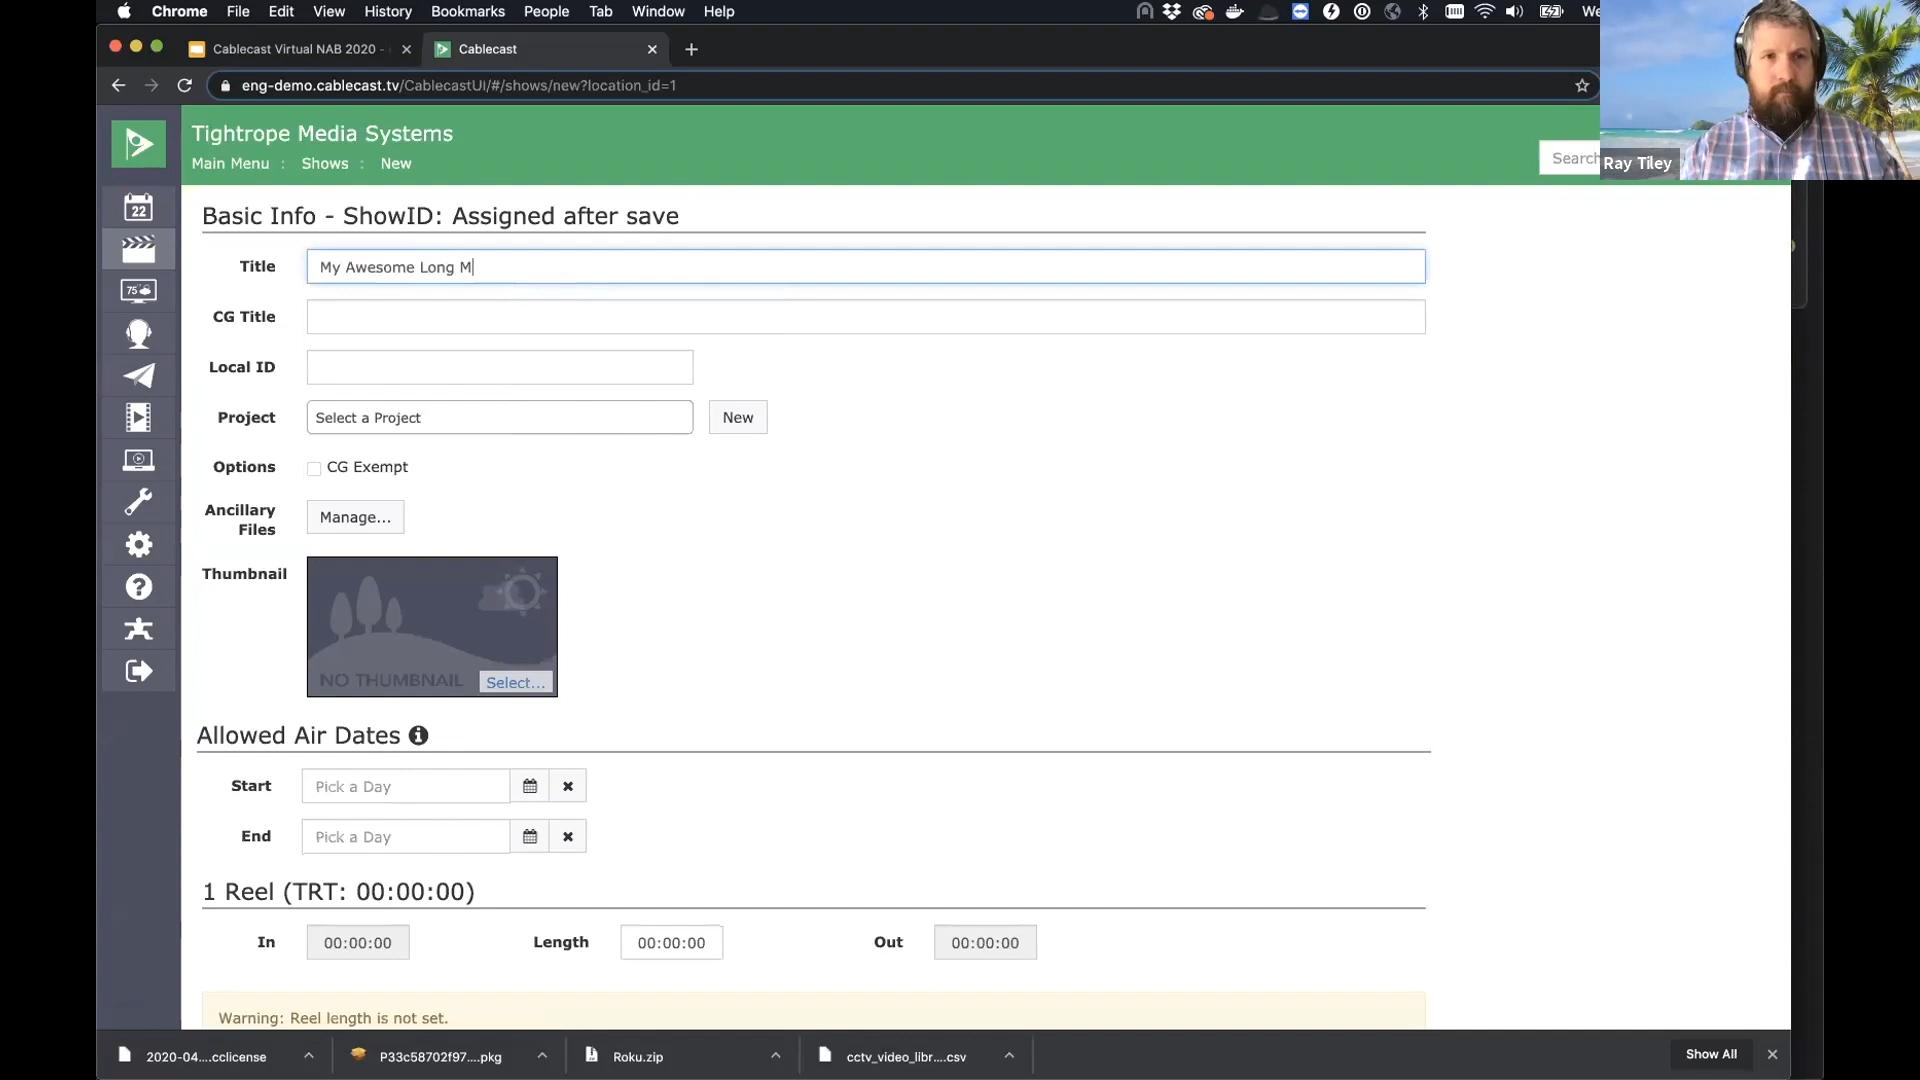 Chrome File Edit View History Bookmarks People Tab Window Help We
Cablecast Virtual NAB 2020 -
Cablecast
eng-demo.cablecast.tv/CablecastUI/#/shows/new?location_id=1
Tightrope Media Systems
Main Menu : Shows : New
Search
Ray Tiley
22
75°
Basic Info - ShowID: Assigned after save
Title My Awesome Long M
CG Title
Local ID
Project Select a Project New
Options CG Exempt
Ancillary Files Manage...
Thumbnail
NO THUMBNAIL Select...
Allowed Air Dates
Start Pick a Day
End Pick a Day
1 Reel (TRT: 00:00:00)
In 00:00:00 Length 00:00:00 Out 00:00:00
Warning: Reel length is not set.
2020-04....cclicense P33c58702f97....pkg Roku.zip cctv_video_libr....csv Show All